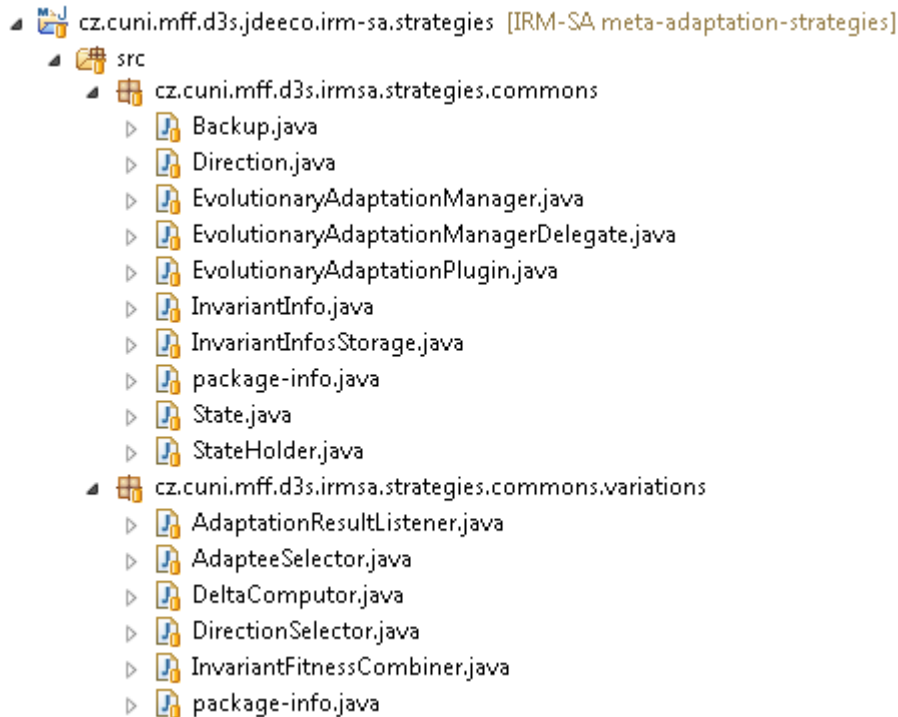 cz.cuni.mff.d3s.jdeeco.irm-sa.strategies [IRM-SA meta-adaptation-strategies]
src
cz.cuni.mff.d3s.irmsa.strategies.commons
Backup.java
Direction.java
EvolutionaryAdaptationManager.java
EvolutionaryAdaptationManagerDelegate.java
EvolutionaryAdaptationPlugin.java
InvariantInfo.java
InvariantInfosStorage.java
package-info.java
State.java
StateHolder.java
cz.cuni.mff.d3s.irmsa.strategies.commons.variations
AdaptationResultListener.java
AdapteeSelector.java
DeltaComputor.java
DirectionSelector.java
InvariantFitnessCombiner.java
package-info.java